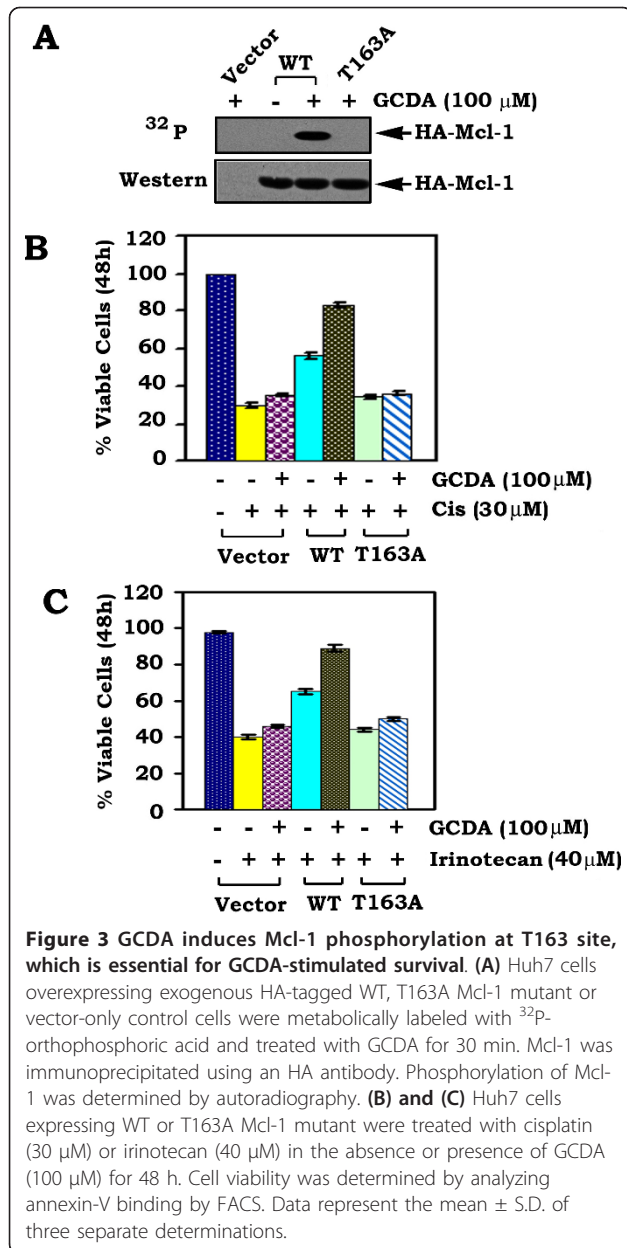 A
Vector WT T163A
+ - + + GCDA (100 µM)
32 P HA-Mcl-1
Western HA-Mcl-1
B
% Viable Cells (48h)
120
100
80
60
40
20
0
- - + - + - + GCDA (100µM)
- + + + + + + Cis (30µM)
Vector WT T163A
C
% Viable Cells (48h)
120
100
80
60
40
20
0
- - + - + - + GCDA (100µM)
- + + + + + + Irinotecan (40µM)
Vector WT T163A
Figure 3 GCDA induces Mcl-1 phosphorylation at T163 site,
which is essential for GCDA-stimulated survival. (A) Huh7 cells
overexpressing exogenous HA-tagged WT, T163A Mcl-1 mutant or
vector-only control cells were metabolically labeled with 32P-
orthophosphoric acid and treated with GCDA for 30 min. Mcl-1 was
immunoprecipitated using an HA antibody. Phosphorylation of Mcl-
1 was determined by autoradiography. (B) and (C) Huh7 cells
expressing WT or T163A Mcl-1 mutant were treated with cisplatin
(30 µM) or irinotecan (40 µM) in the absence or presence of GCDA
(100 µM) for 48 h. Cell viability was determined by analyzing
annexin-V binding by FACS. Data represent the mean ± S.D. of
three separate determinations.